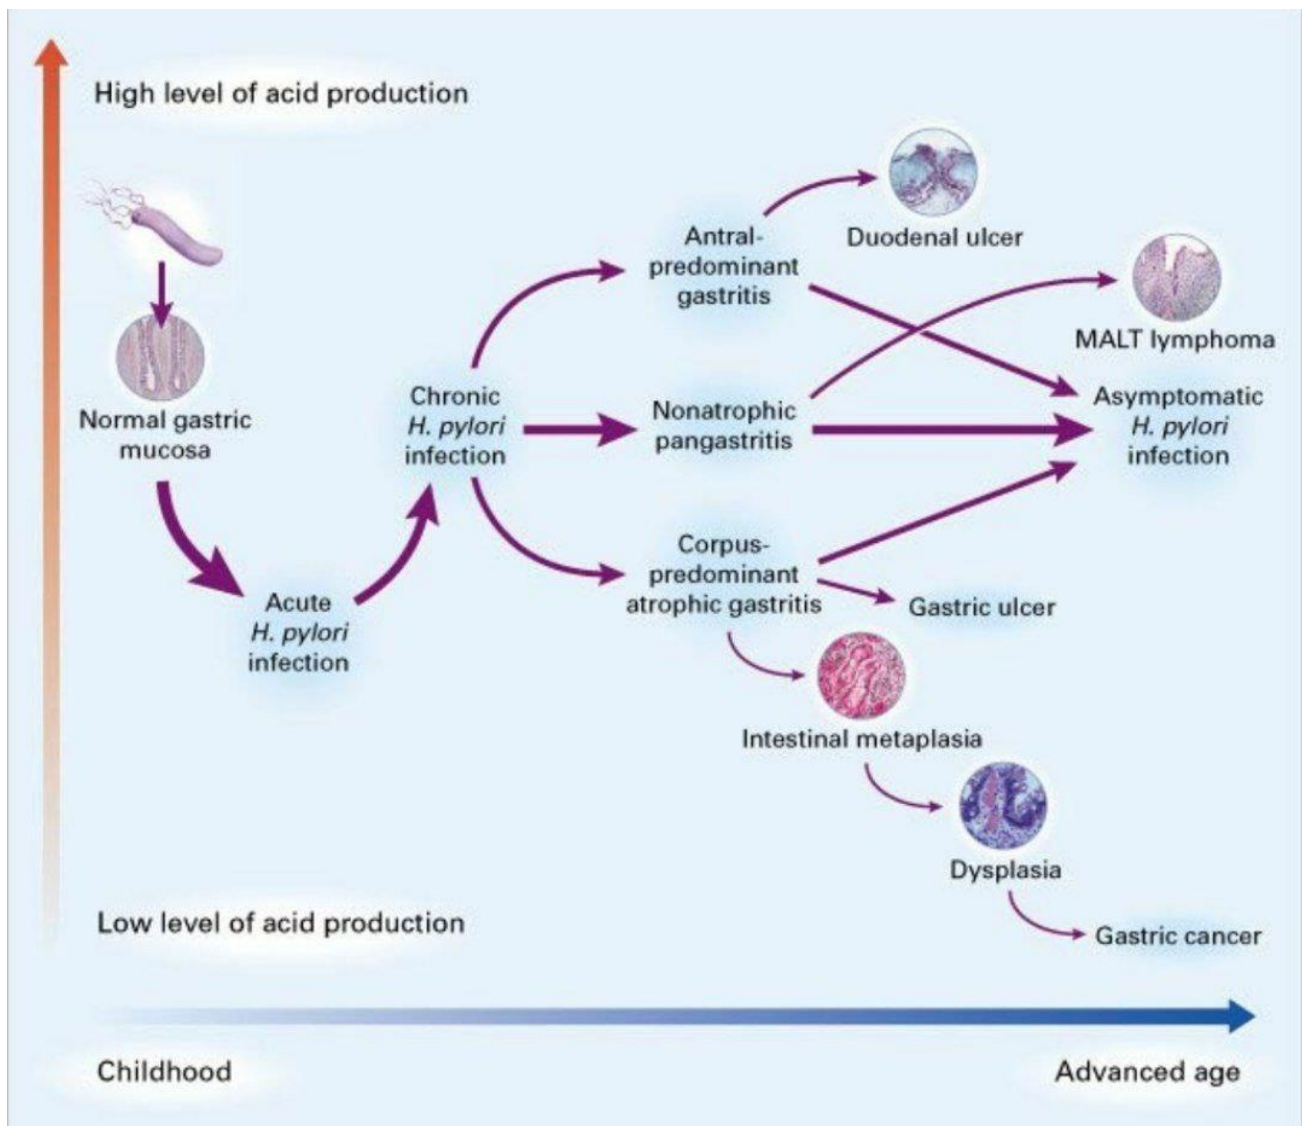 High level of acid production
Normal gastric
mucosa
Acute
H. pylori
infection
Chronic
H. pylori
infection
Antral-
predominant
gastritis
Duodenal ulcer
Nonatrophic
pangastritis
MALT lymphoma
Asymptomatic
H. pylori
infection
Corpus-
predominant
atrophic gastritis
Gastric ulcer
Intestinal metaplasia
Dysplasia
Gastric cancer
Low level of acid production
Childhood
Advanced age